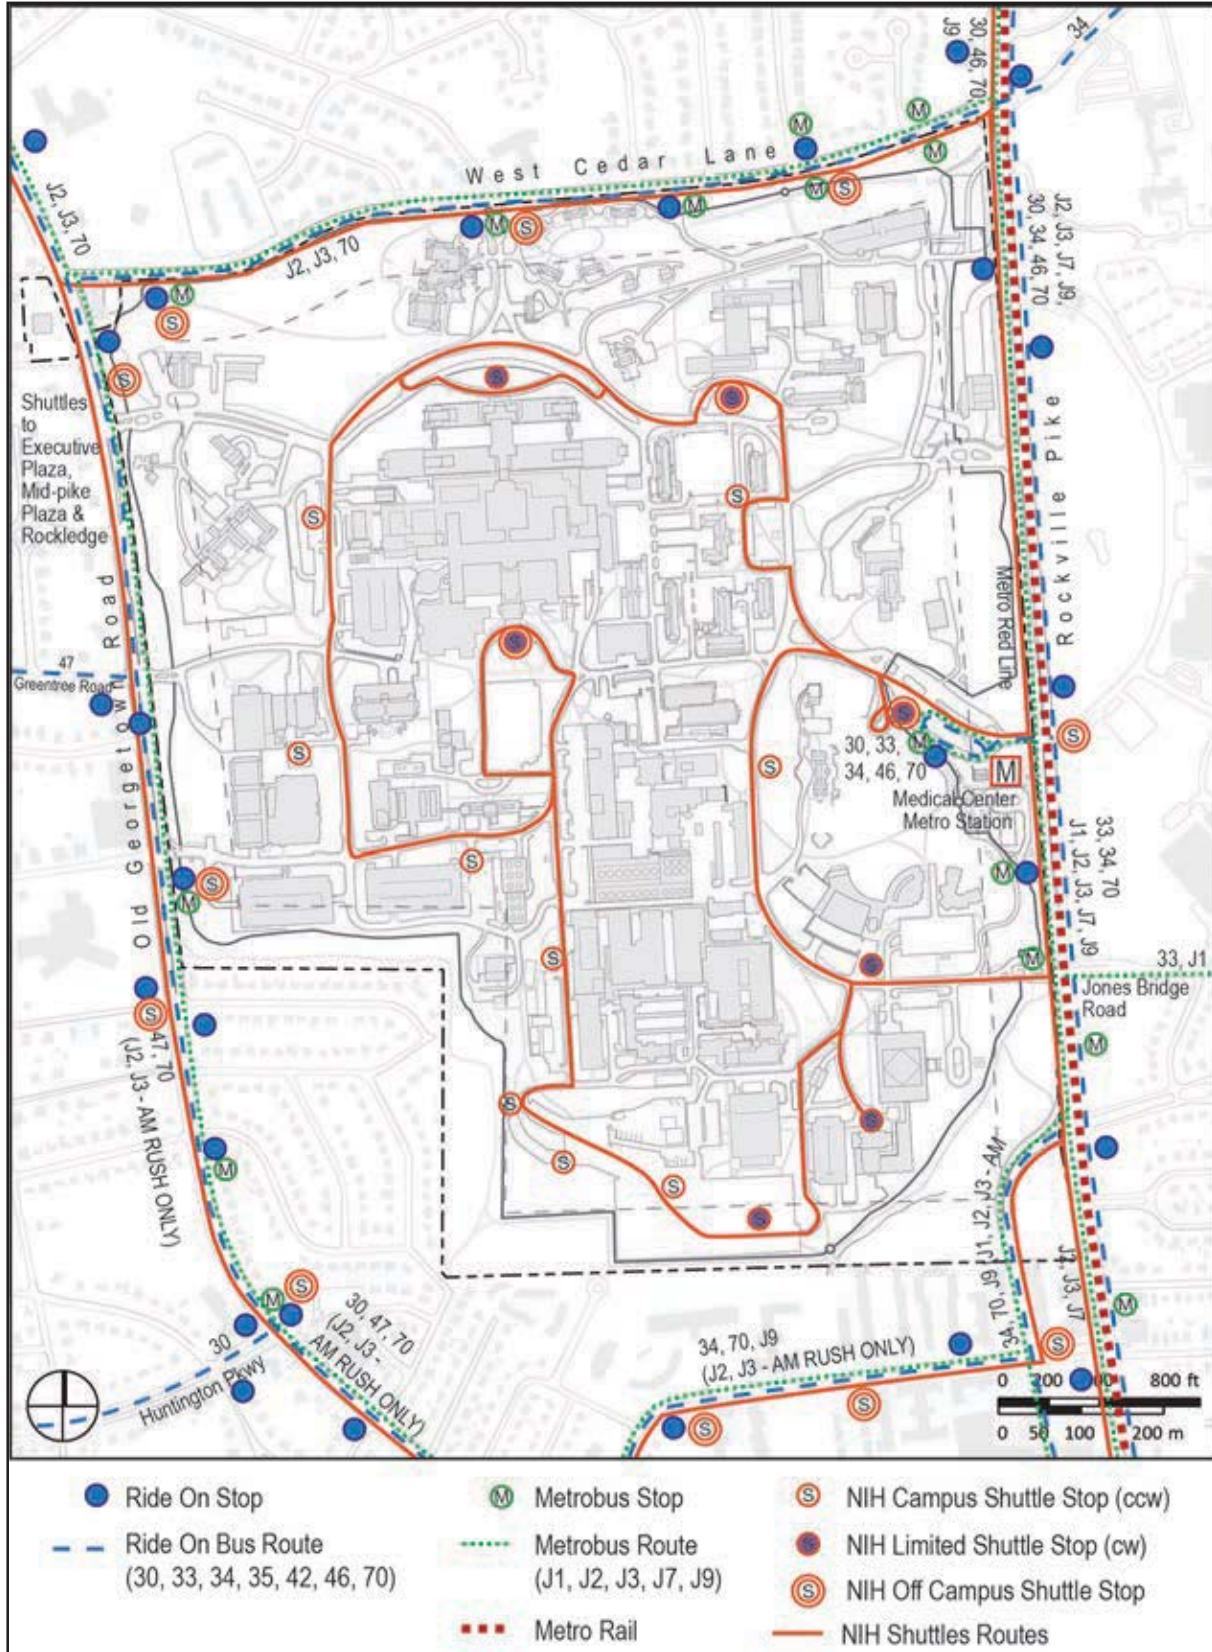 30, 46, 70
J9
34
West Cedar Lane
J2, J3, 70
J2, J3, 70
J2, J3, J7, J9,
30, 34, 46, 70
Shuttles
to
Executive
Plaza,
Mid-pike
Plaza &
Rockledge
Rockville Pike
Metro Red Line
Old Georgetown Road
47
Greentree Road
30, 33,
34, 46, 70
M
Medical Center
Metro Station
33, 34, 70
J1, J2, J3, J7, J9
33, J1
Jones Bridge
Road
47, 70
(J2, J3 - AM RUSH ONLY)
34, 70, J9, J1, J2, J3 - AM
J2, J3, J7
30, 47, 70
(J2, J3 -
AM RUSH ONLY)
30
Huntington Pkwy
34, 70, J9
(J2, J3 - AM RUSH ONLY)
0 200 800 ft
0 50 100 200 m
Ride On Stop
Ride On Bus Route
(30, 33, 34, 35, 42, 46, 70)
M Metrobus Stop
Metrobus Route
(J1, J2, J3, J7, J9)
Metro Rail
S NIH Campus Shuttle Stop (ccw)
S NIH Limited Shuttle Stop (cw)
S NIH Off Campus Shuttle Stop
NIH Shuttles Routes